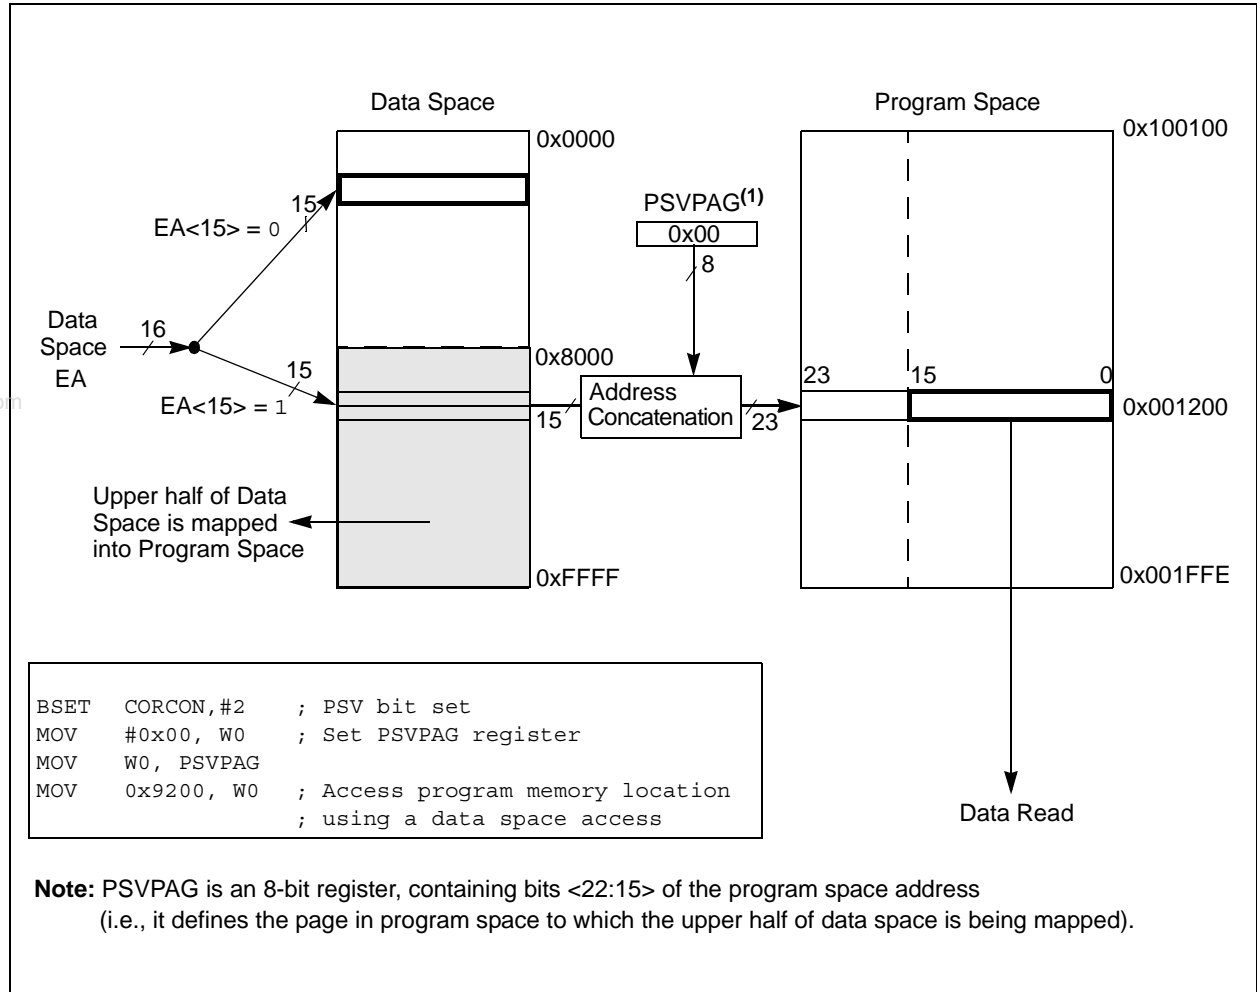 Data Space
Program Space
0x0000
0x100100
15
EA<15> = 0
PSVPAG(1)
0x00
8
Data
Space
EA
16
0x8000
15
EA<15> = 1
15
Address
Concatenation
23
23
15
0
0x001200
Upper half of Data
Space is mapped
into Program Space
0xFFFF
0x001FFE
BSET CORCON,#2 ; PSV bit set
MOV #0x00, W0 ; Set PSVPAG register
MOV W0, PSVPAG
MOV 0x9200, W0 ; Access program memory location
; using a data space access
Data Read
Note: PSVPAG is an 8-bit register, containing bits <22:15> of the program space address
(i.e., it defines the page in program space to which the upper half of data space is being mapped).